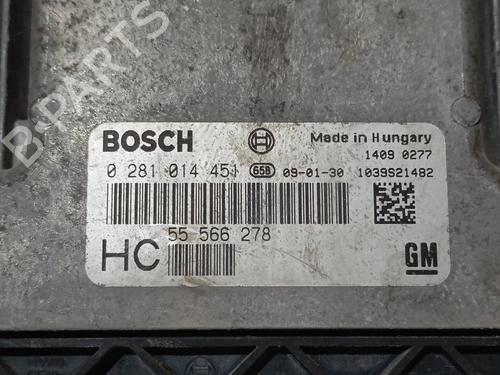 B-PARTS
BOSCH
Made in Hungary
1409 0277
0 281 014 451 658 09-01-30 1039S21482
55 566 278
HC
GM